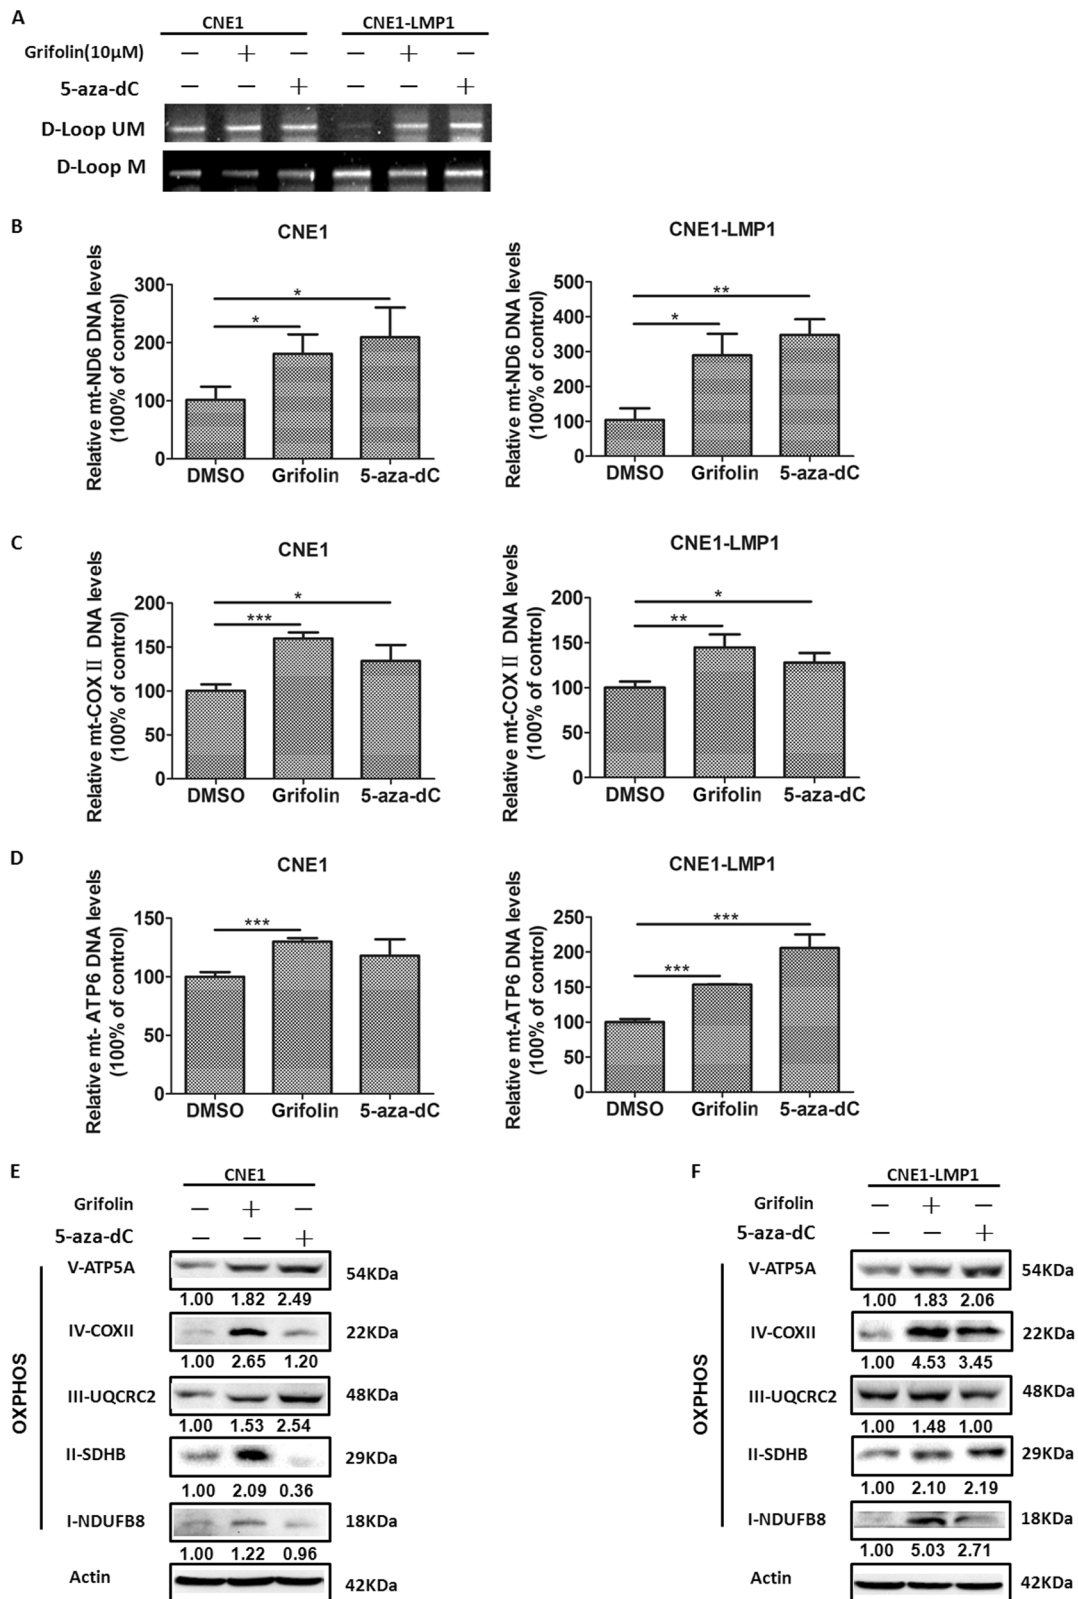 A
CNE1 CNE1-LMP1
Grifolin(10μM) — + — — + —
5-aza-dC — — + — — +
D-Loop UM
D-Loop M
B
CNE1
Relative mt-ND6 DNA levels
(100% of control)
300
200
100
0
*
*
DMSO Grifolin 5-aza-dC
CNE1-LMP1
Relative mt-ND6 DNA levels
(100% of control)
500
400
300
200
100
0
**
*
DMSO Grifolin 5-aza-dC
C
CNE1
Relative mt-COX II DNA levels
(100% of control)
200
150
100
50
0
*
***
DMSO Grifolin 5-aza-dC
CNE1-LMP1
Relative mt-COX II DNA levels
(100% of control)
200
150
100
50
0
*
**
DMSO Grifolin 5-aza-dC
D
CNE1
Relative mt- ATP6 DNA levels
(100% of control)
150
100
50
0
***
DMSO Grifolin 5-aza-dC
CNE1-LMP1
Relative mt-ATP6 DNA levels
(100% of control)
250
200
150
100
50
0
***
***
DMSO Grifolin 5-aza-dC
E
CNE1
Grifolin — + —
5-aza-dC — — +
OXPHOS
V-ATP5A 54KDa
1.00 1.82 2.49
IV-COXII 22KDa
1.00 2.65 1.20
III-UQCRC2 48KDa
1.00 1.53 2.54
II-SDHB 29KDa
1.00 2.09 0.36
I-NDUFB8 18KDa
1.00 1.22 0.96
Actin 42KDa
F
CNE1-LMP1
Grifolin — + —
5-aza-dC — — +
OXPHOS
V-ATP5A 54KDa
1.00 1.83 2.06
IV-COXII 22KDa
1.00 4.53 3.45
III-UQCRC2 48KDa
1.00 1.48 1.00
II-SDHB 29KDa
1.00 2.10 2.19
I-NDUFB8 18KDa
1.00 5.03 2.71
Actin 42KDa